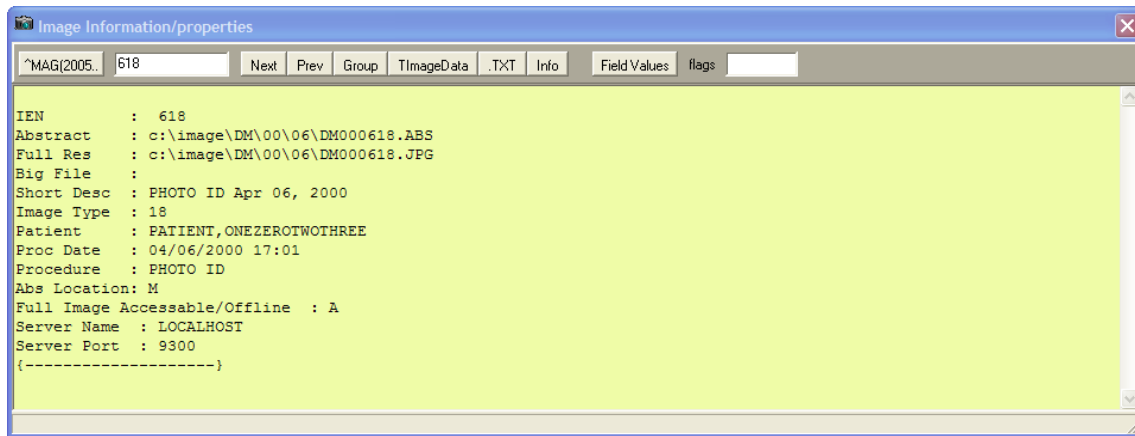 Image Information/properties
^MAG(2005.. 618 Next Prev Group TImageData .TXT Info Field Values flags
IEN : 618
Abstract : c:\image\DM\00\06\DM000618.ABS
Full Res : c:\image\DM\00\06\DM000618.JPG
Big File :
Short Desc : PHOTO ID Apr 06, 2000
Image Type : 18
Patient : PATIENT,ONEZEROTWOTHREE
Proc Date : 04/06/2000 17:01
Procedure : PHOTO ID
Abs Location: M
Full Image Accessable/Offline : A
Server Name : LOCALHOST
Server Port : 9300
{--------------------}